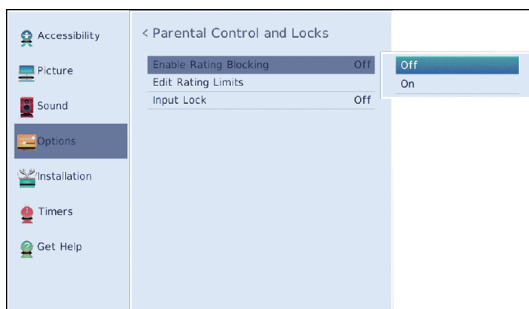 Accessibility
Picture
Sound
Options
Installation
Timers
Get Help
< Parental Control and Locks
Enable Rating Blocking Off
Edit Rating Limits
Input Lock Off
Off
On